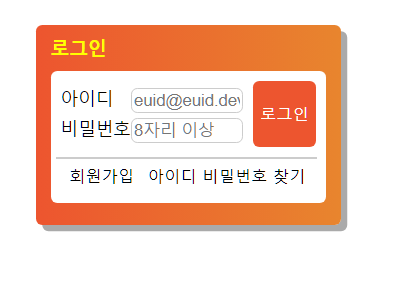 로그인
아이디 euid@euid.dev
로그인
비밀번호 8자리 이상
회원가입 아이디 비밀번호 찾기